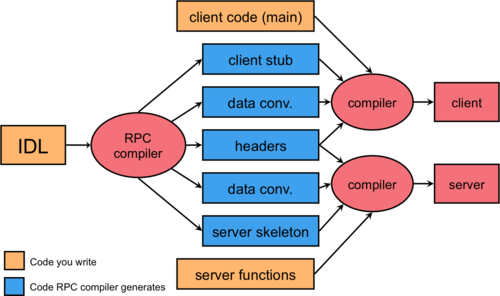 client code (main)
client stub
data conv.
compiler
client
IDL
RPC
compiler
headers
data conv.
compiler
server
server skeleton
server functions
Code you write
Code RPC compiler generates